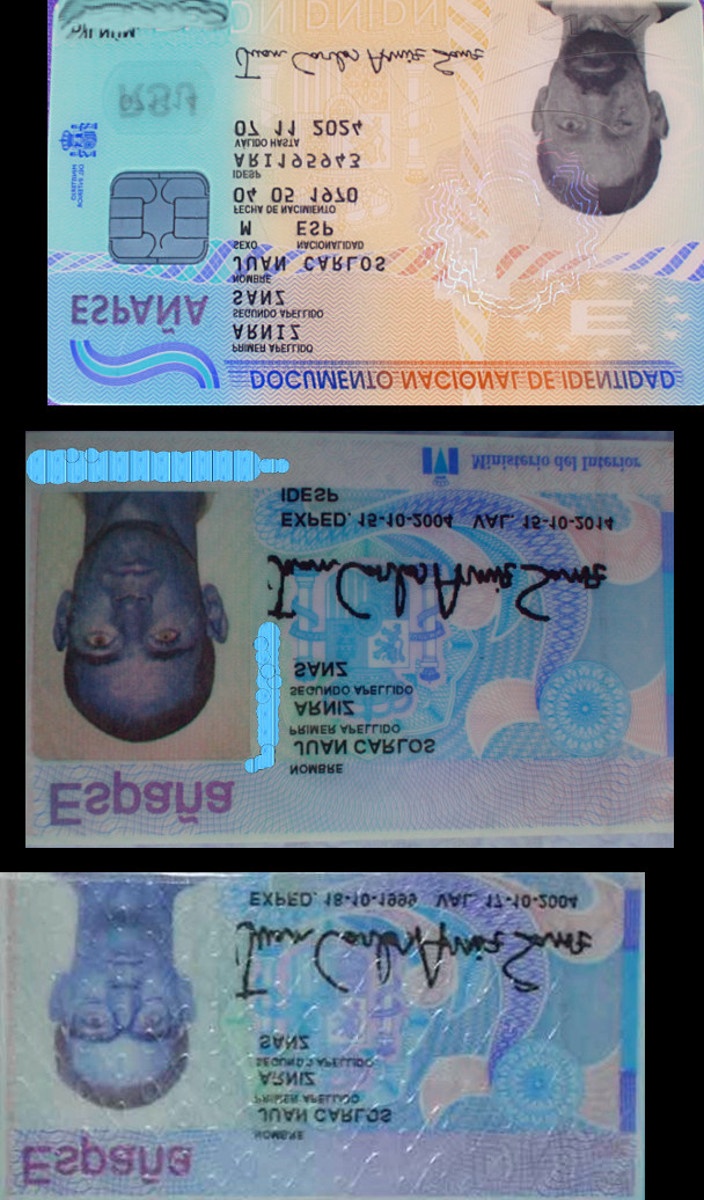 España
NOMBRE
JUAN CARLOS
PRIMER APELLIDO
ARNIZ
SEGUNDO APELLIDO
SANZ
Juan Carlos Arniz Sanz
EXPED. 18-10-1999 VAL. 17-10-2004
España
NOMBRE
JUAN CARLOS
PRIMER APELLIDO
ARNIZ
SEGUNDO APELLIDO
SANZ
Juan Carlos Arniz Sanz
EXPED. 15-10-2004 VAL. 15-10-2014
IDESP
Ministerio del Interior
DOCUMENTO NACIONAL DE IDENTIDAD
ESPAÑA
PRIMER APELLIDO
ARNIZ
SEGUNDO APELLIDO
SANZ
NOMBRE
JUAN CARLOS
SEXO NACIONALIDAD
M ESP
FECHA DE NACIMIENTO
04 05 1970
IDESP
ARI195943
VÁLIDO HASTA
07 11 2024
Juan Carlos Arniz Sanz
NÚM.